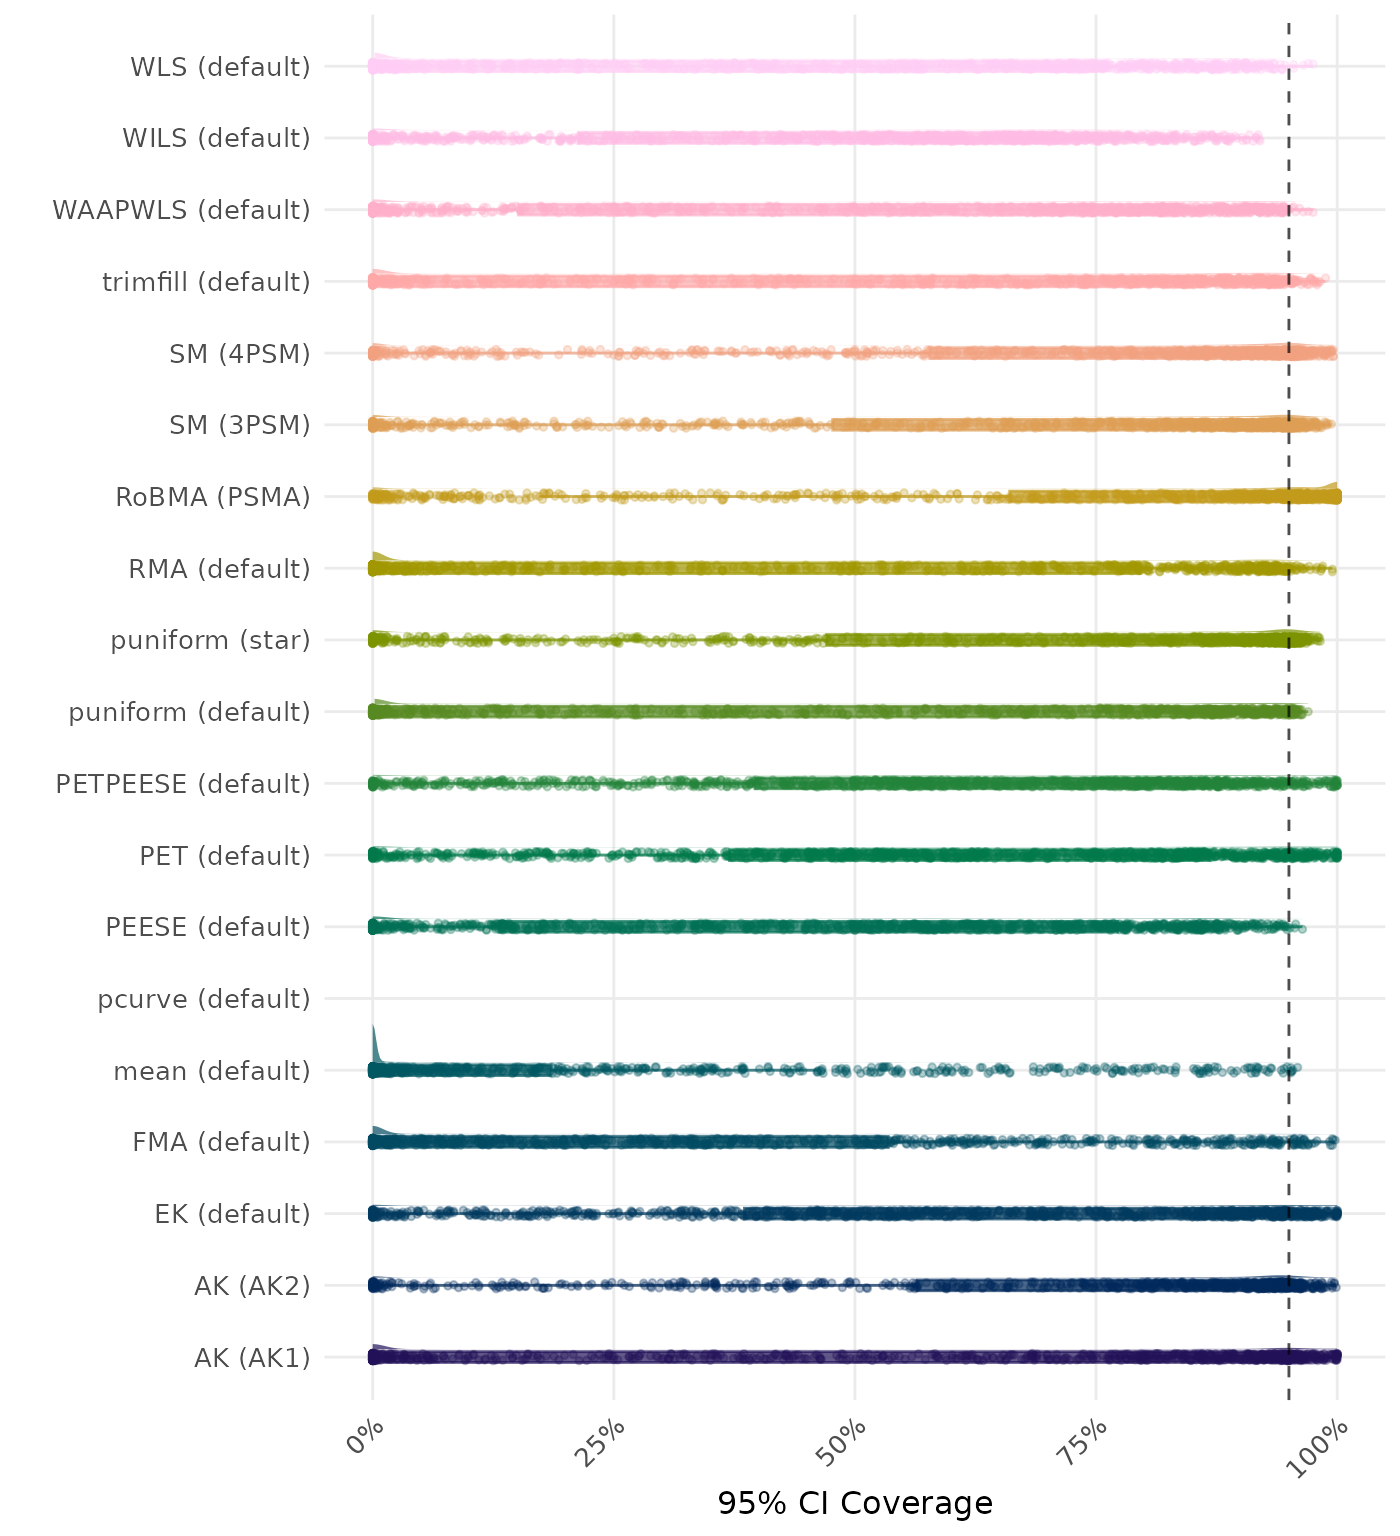 WLS (default)
WILS (default)
WAAPWLS (default)
trimfill (default)
SM (4PSM)
SM (3PSM)
RoBMA (PSMA)
RMA (default)
puniform (star)
puniform (default)
PETPEESE (default)
PET (default)
PEESE (default)
pcurve (default)
mean (default)
FMA (default)
EK (default)
AK (AK2)
AK (AK1)
0%
25%
50%
75%
100%
95% CI Coverage